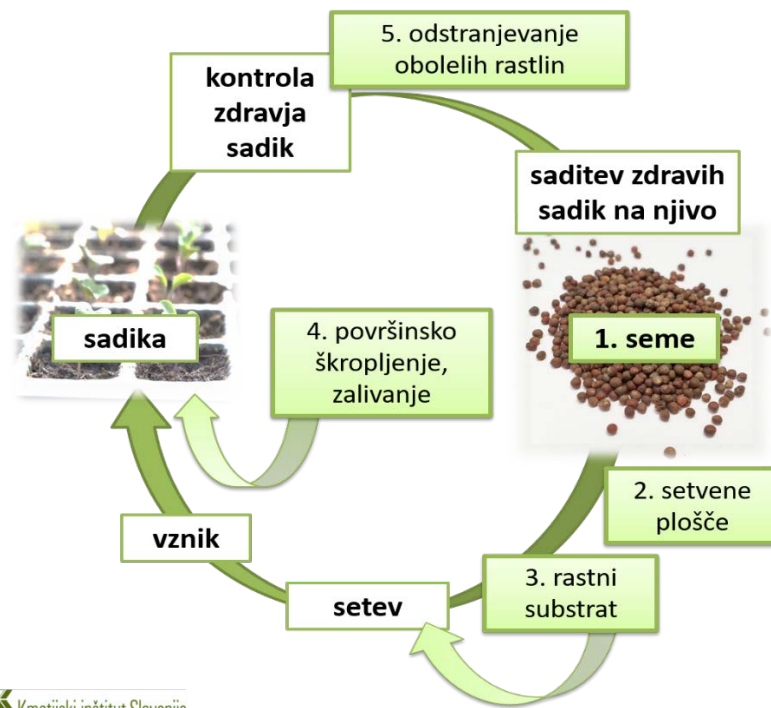 5. odstranjevanje
obolelih rastlin
kontrola
zdravja
sadik
saditev zdravih
sadik na njivo
sadika
4. površinsko
škropljenje,
zalivanje
1. seme
2. setvene
plošče
vznik
3. rastni
substrat
setev
Kmetijski inštitut Slovenije